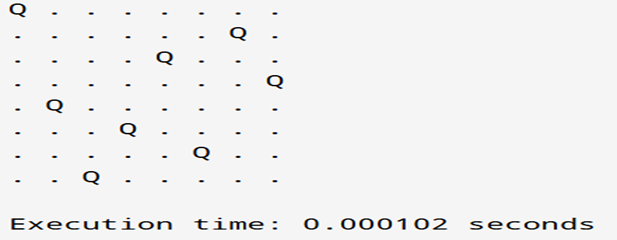 Q . . . . . . .
. . . . . . Q .
. . . . Q . . .
. . . . . . . Q
. Q . . . . . .
. . . Q . . . .
. . . . . Q . .
. . Q . . . . .
Execution time: 0.000102 seconds